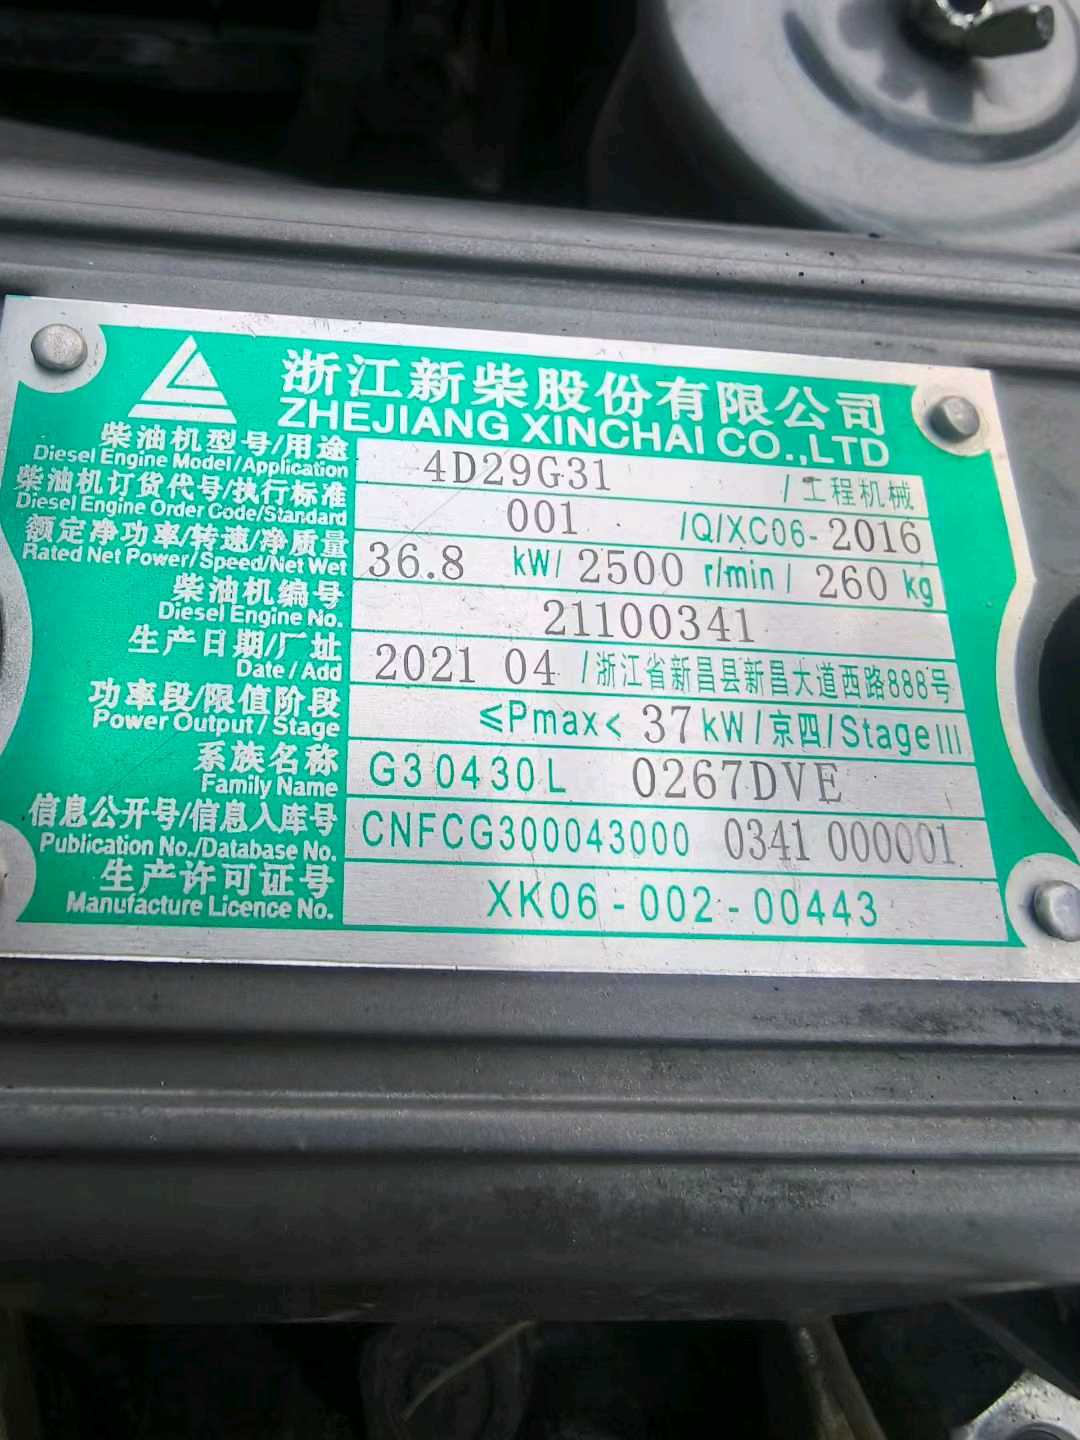 浙江新柴股份有限公司
ZHEJIANG XINCHAI CO.,LTD
柴油机型号/用途
Diesel Engine Model/Application
4D29G31 /工程机械
柴油机订货代号/执行标准
Diesel Engine Order Code/Standard
001 /Q/XC06-2016
额定净功率/转速/净质量
Rated Net Power/Speed/Net Wet
36.8 kW/ 2500 r/min/ 260 kg
柴油机编号
Diesel Engine No.
21100341
生产日期/厂址
Date/Add
2021 04 /浙江省新昌县新昌大道西路888号
功率段/限值阶段
Power Output/Stage
≤Pmax< 37 kW/京四/Stage III
系族名称
Family Name
G30430L 0267DVE
信息公开号/信息入库号
Publication No./Database No.
CNFCG300043000 0341 000001
生产许可证号
Manufacture Licence No.
XK06-002-00443